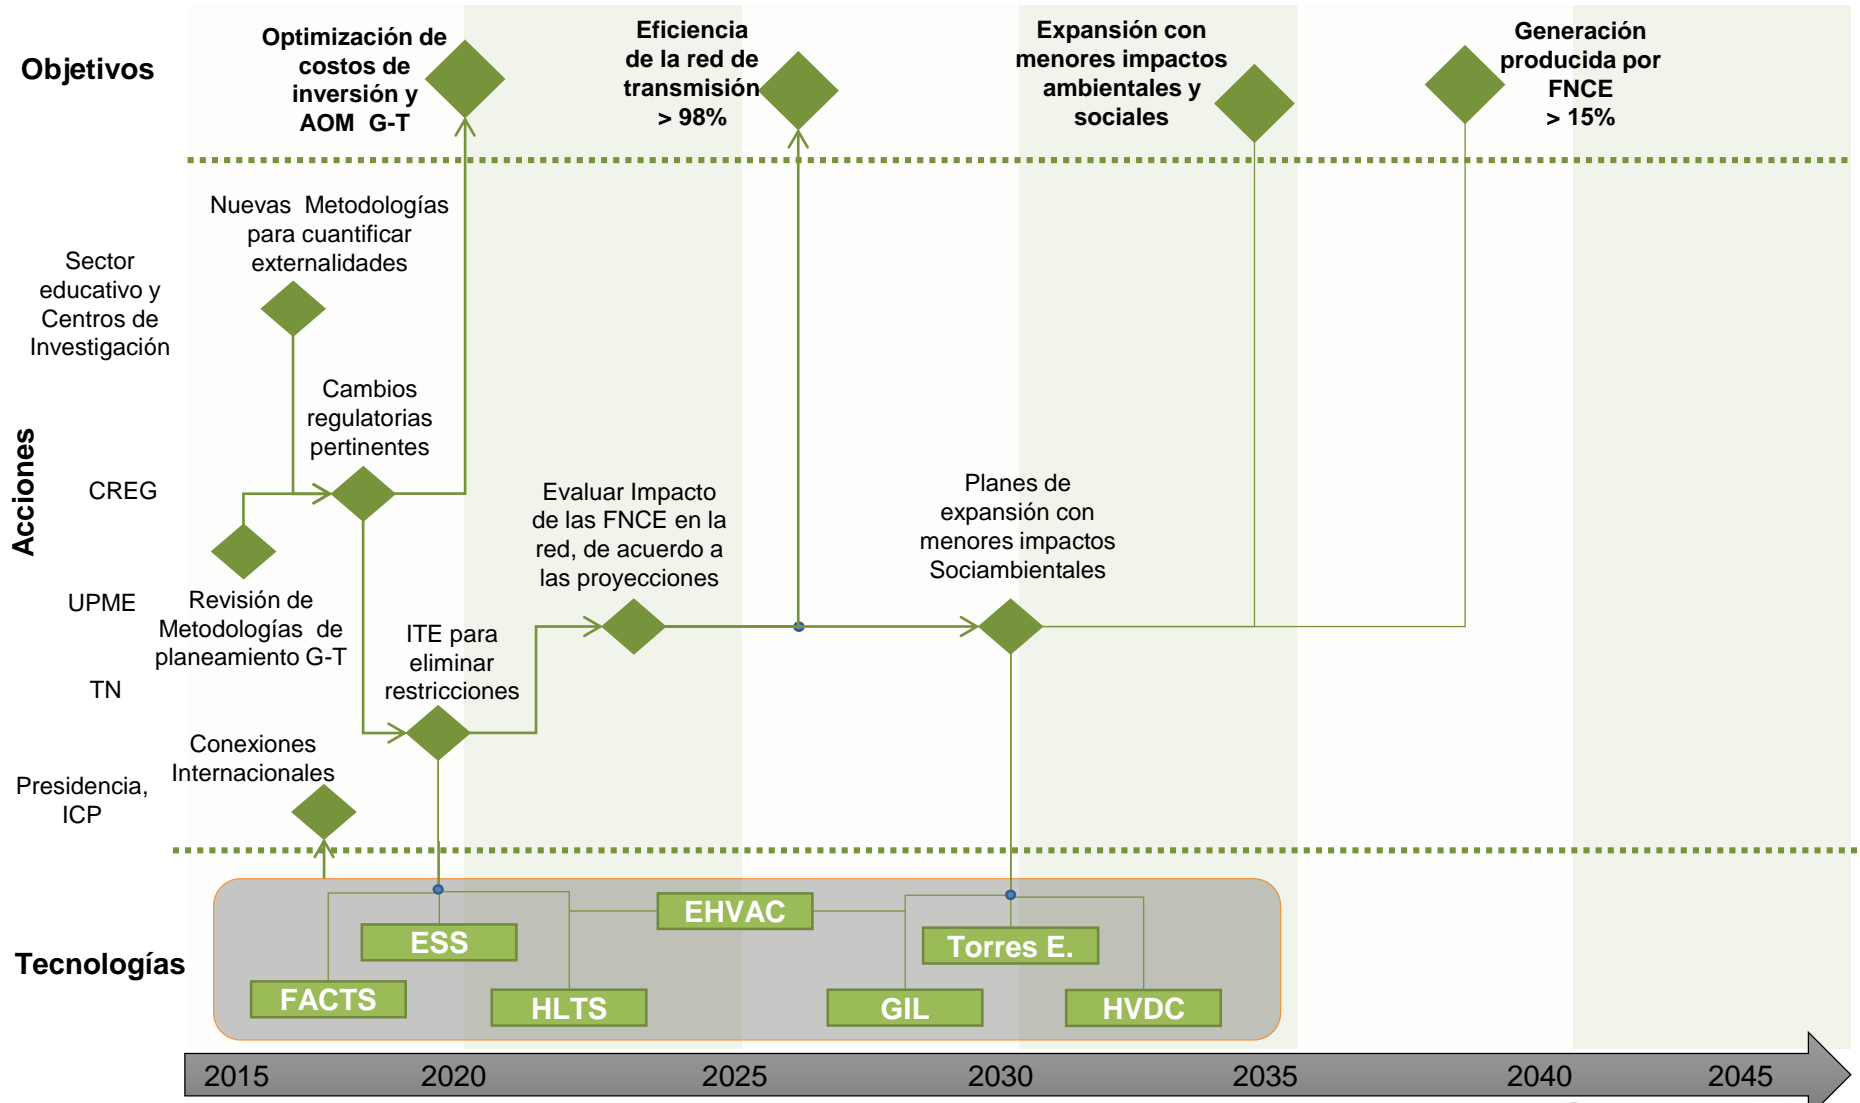 Objetivos
Optimización de
costos de
inversión y
AOM G-T
Eficiencia
de la red de
transmisión
> 98%
Expansión con
menores impactos
ambientales y
sociales
Generación
producida por
FNCE
> 15%
Acciones
Sector
educativo y
Centros de
Investigación
CREG
UPME
TN
Presidencia,
ICP
Nuevas Metodologías
para cuantificar
externalidades
Cambios
regulatorias
pertinentes
Revisión de
Metodologías de
planeamiento G-T
ITE para
eliminar
restricciones
Conexiones
Internacionales
Evaluar Impacto
de las FNCE en la
red, de acuerdo a
las proyecciones
Planes de
expansión con
menores impactos
Sociambientales
Tecnologías
FACTS
ESS
HLTS
EHVAC
GIL
Torres E.
HVDC
2015
2020
2025
2030
2035
2040
2045